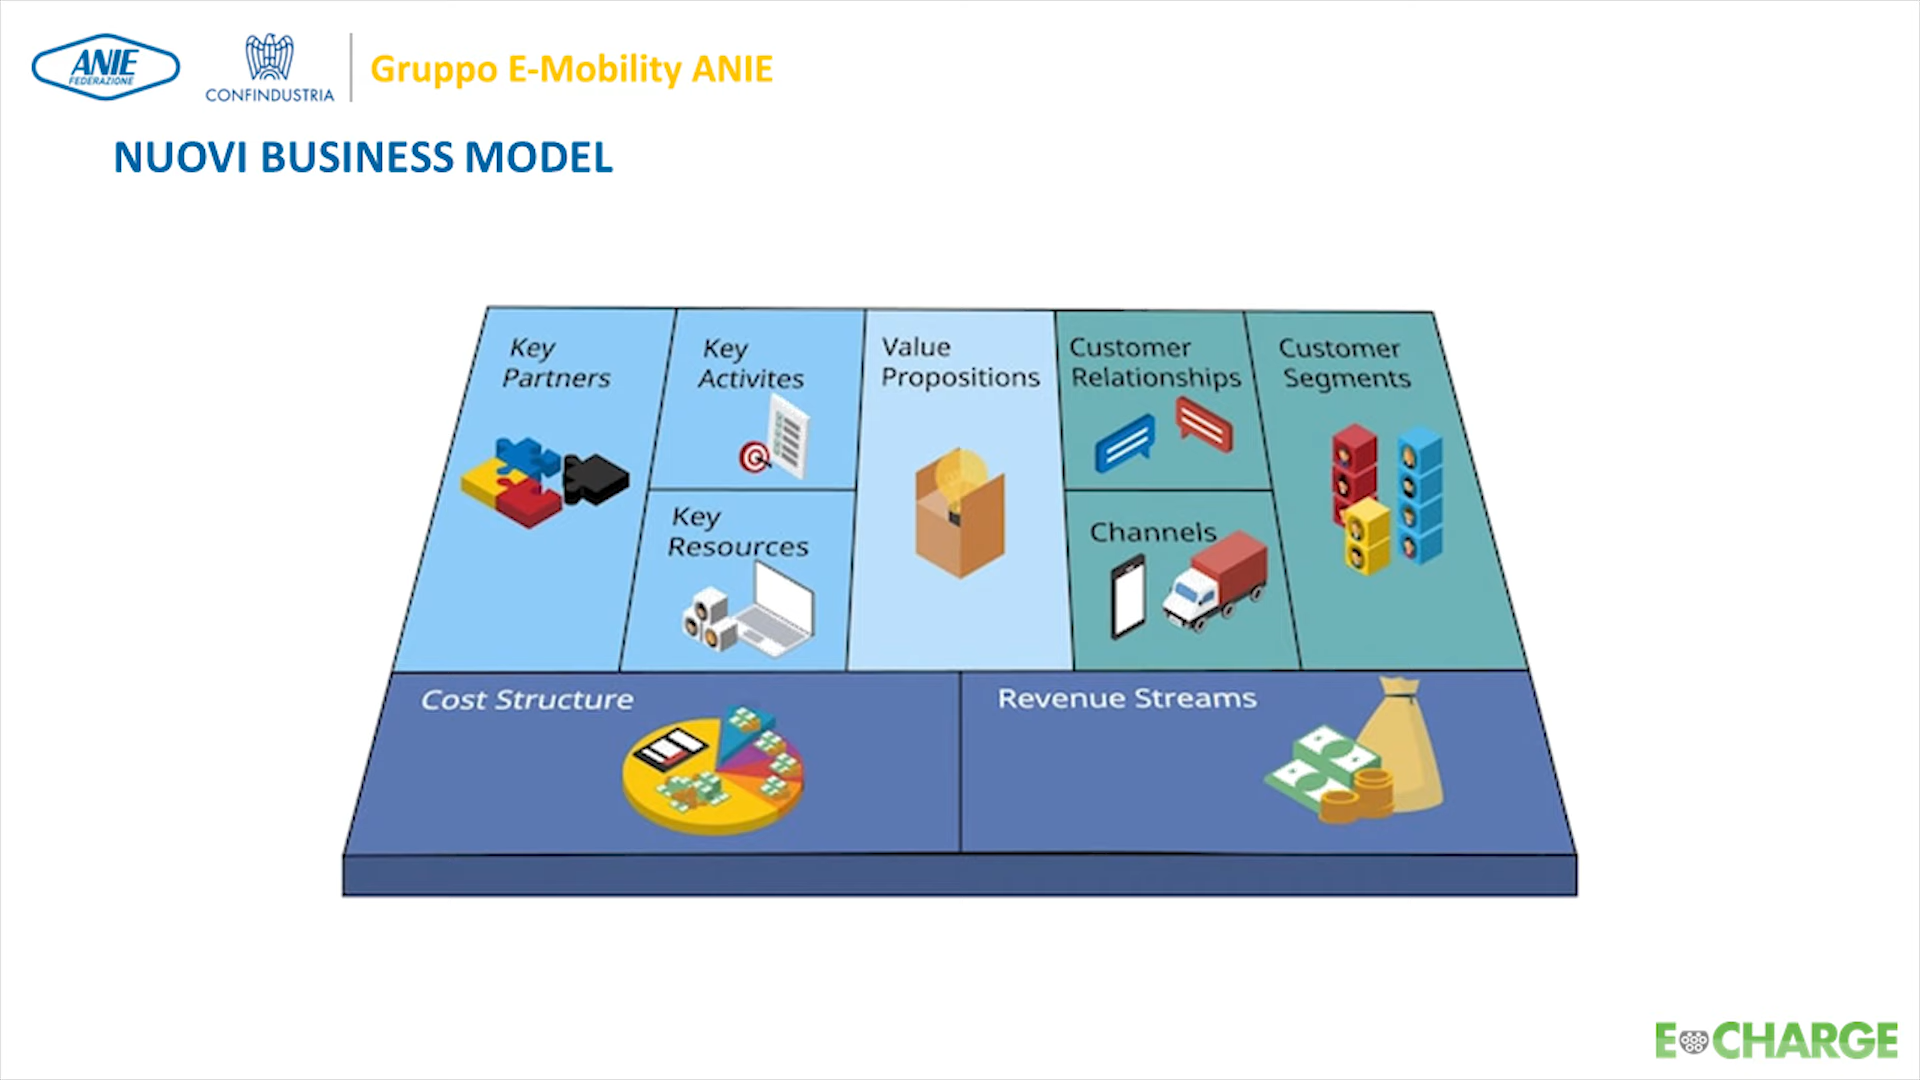 ANIE
FEDERAZIONE
CONFINDUSTRIA
Gruppo E-Mobility ANIE
NUOVI BUSINESS MODEL
Key
Partners
Key
Activites
Key
Resources
Value
Propositions
Customer
Relationships
Channels
Customer
Segments
Cost Structure
Revenue Streams
E CHARGE